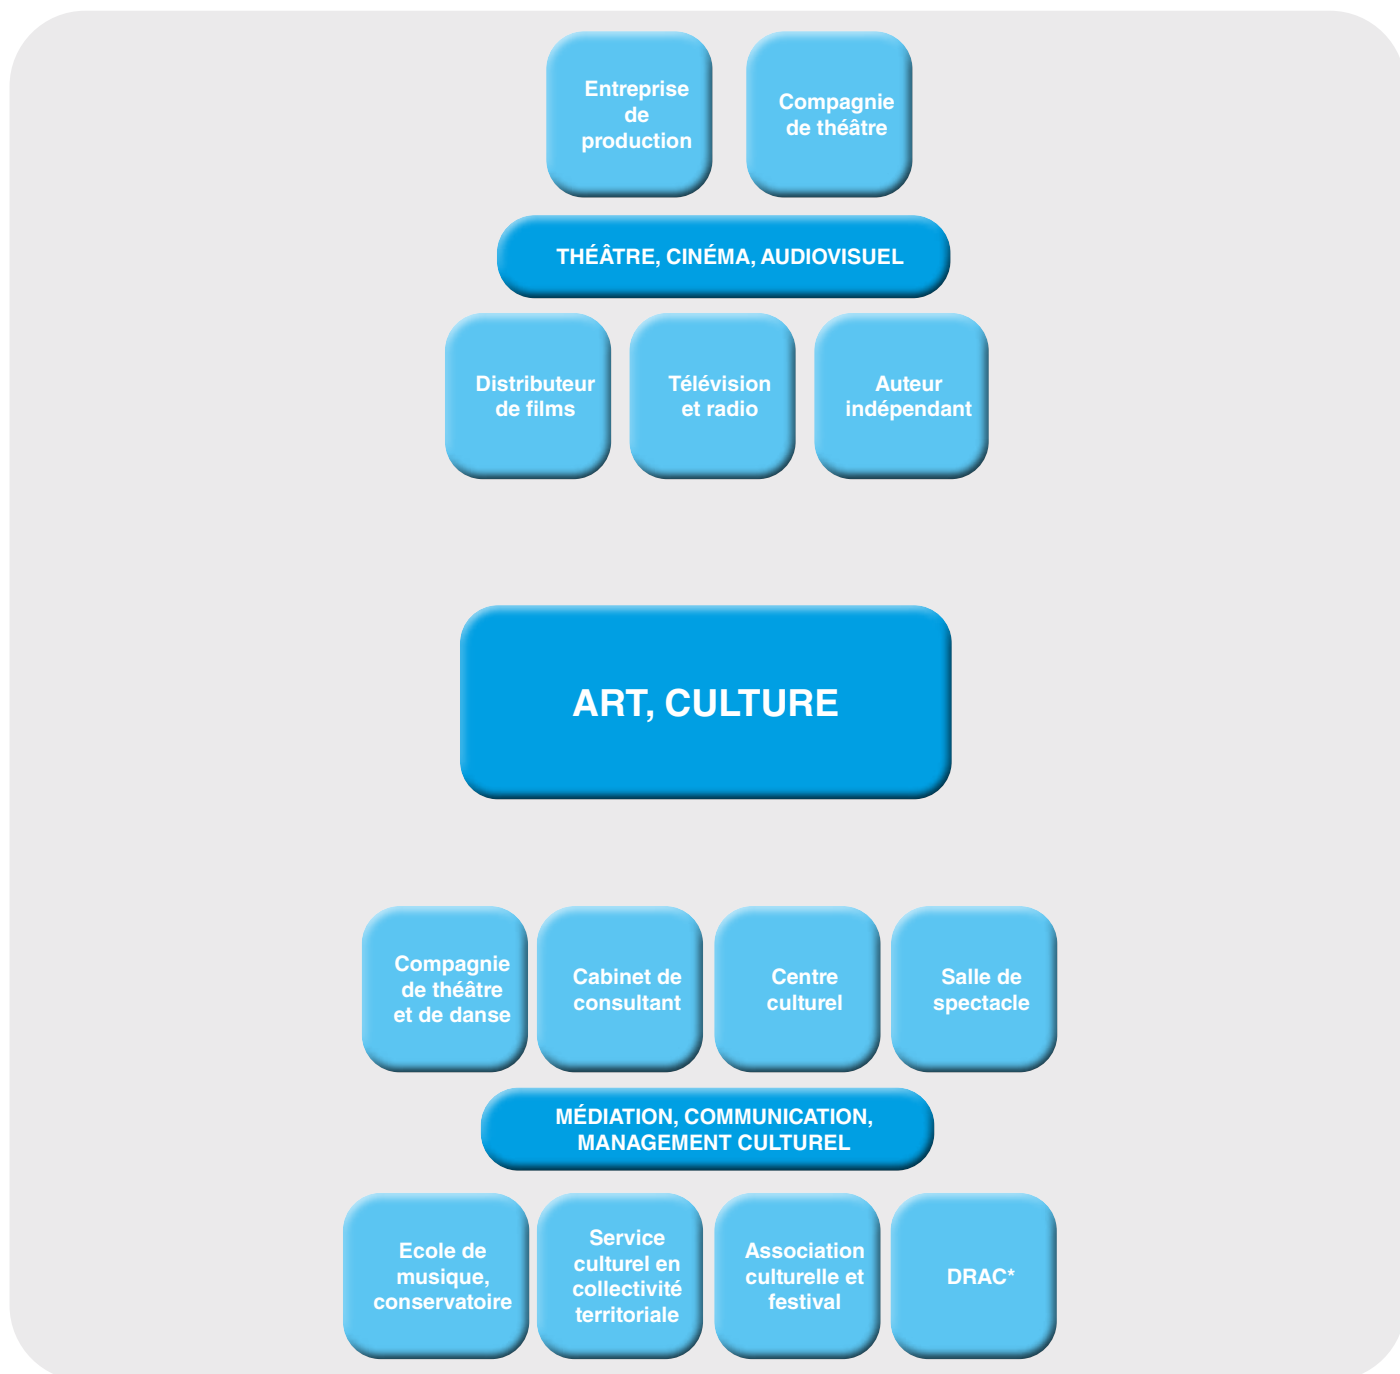 Entreprise
de
production
Compagnie
de théâtre
THÉÂTRE, CINÉMA, AUDIOVISUEL
Distributeur
de films
Télévision
et radio
Auteur
indépendant
ART, CULTURE
Compagnie
de théâtre
et de danse
Cabinet de
consultant
Centre
culturel
Salle de
spectacle
MÉDIATION, COMMUNICATION,
MANAGEMENT CULTUREL
Ecole de
musique,
conservatoire
Service
culturel en
collectivité
territoriale
Association
culturelle et
festival
DRAC*